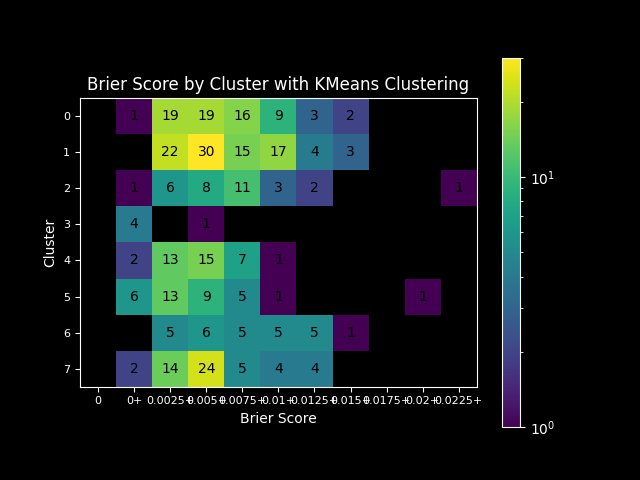 Brier Score by Cluster with KMeans Clustering
0 1 19 19 16 9 3 2
1 22 30 15 17 4 3
2 1 6 8 11 3 2 1
3 4 1
4 2 13 15 7 1
5 6 13 9 5 1 1
6 5 6 5 5 5 1
7 2 14 24 5 4 4
0 0+ 0.0025+ 0.005+ 0.0075+ 0.01+ 0.0125+ 0.015+ 0.0175+ 0.02+ 0.0225+
Brier Score
Cluster
10¹
10⁰